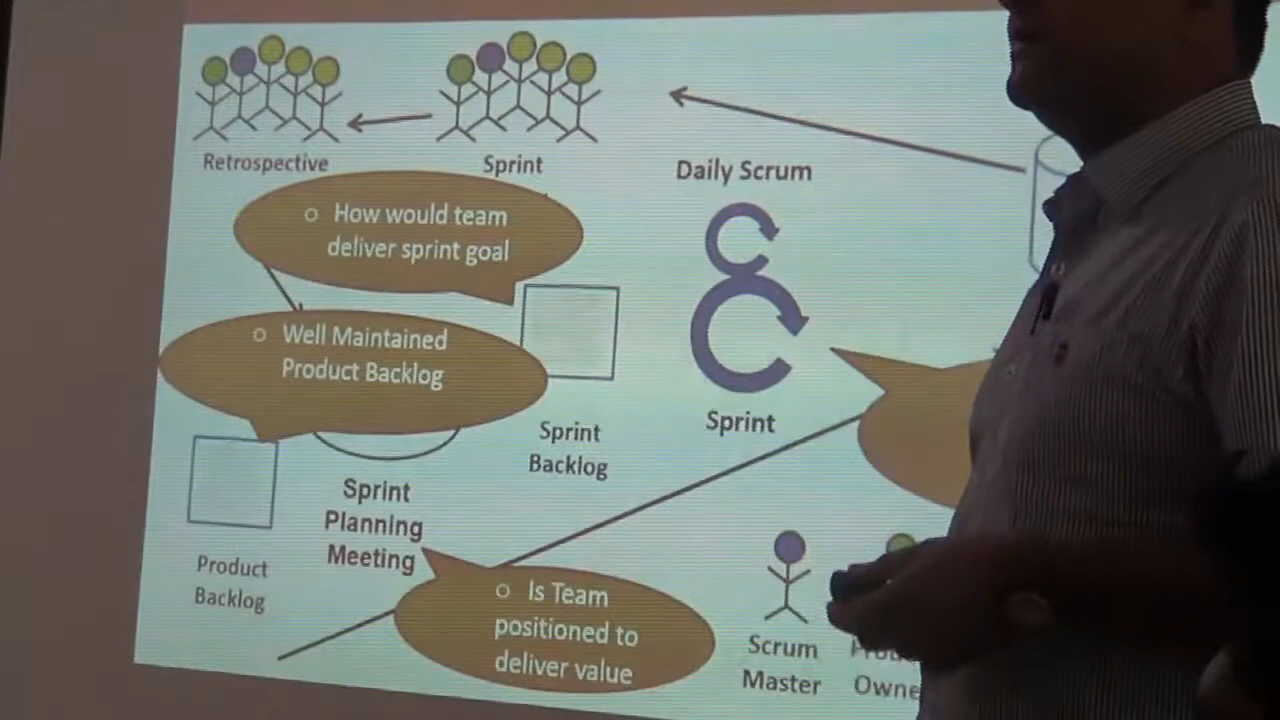 Retrospective
Sprint
Daily Scrum
o How would team
deliver sprint goal
o Well Maintained
Product Backlog
Sprint
Sprint
Backlog
Sprint
Planning
Meeting
Product
Backlog
o Is Team
positioned to
deliver value
Scrum
Master